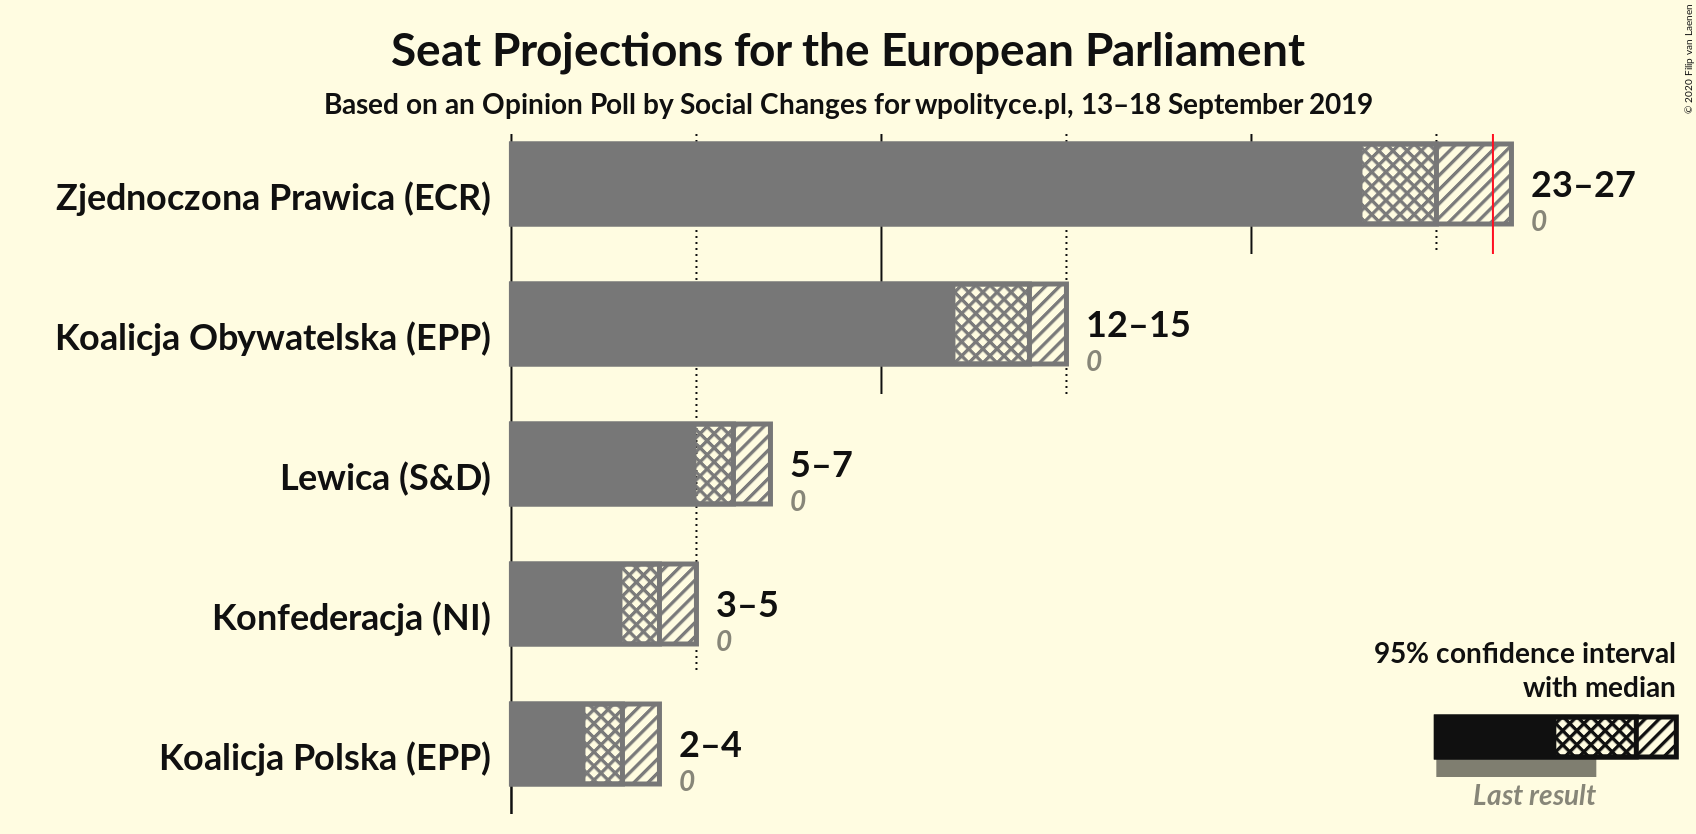 Seat Projections for the European Parliament
Based on an Opinion Poll by Social Changes for wpolityce.pl, 13–18 September 2019
© 2020 Filip van Laenen
Zjednoczona Prawica (ECR)
23–27
0
Koalicja Obywatelska (EPP)
12–15
0
Lewica (S&D)
5–7
0
Konfederacja (NI)
3–5
0
Koalicja Polska (EPP)
2–4
0
95% confidence interval
with median
Last result